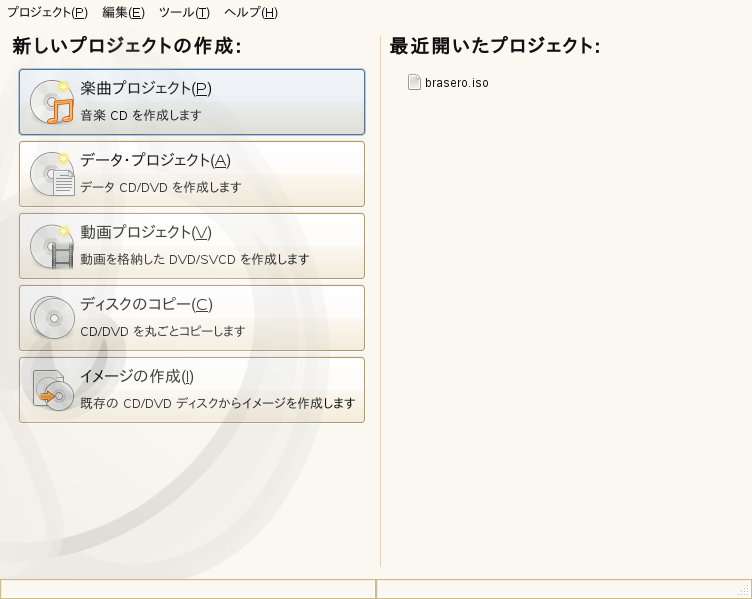 プロジェクト(P) 編集(E) ツール(T) ヘルプ(H)
新しいプロジェクトの作成:
楽曲プロジェクト(P)
音楽 CD を作成します
データ・プロジェクト(A)
データ CD/DVD を作成します
動画プロジェクト(V)
動画を格納した DVD/SVCD を作成します
ディスクのコピー(C)
CD/DVD を丸ごとコピーします
イメージの作成(I)
既存の CD/DVD ディスクからイメージを作成します
最近開いたプロジェクト:
brasero.iso